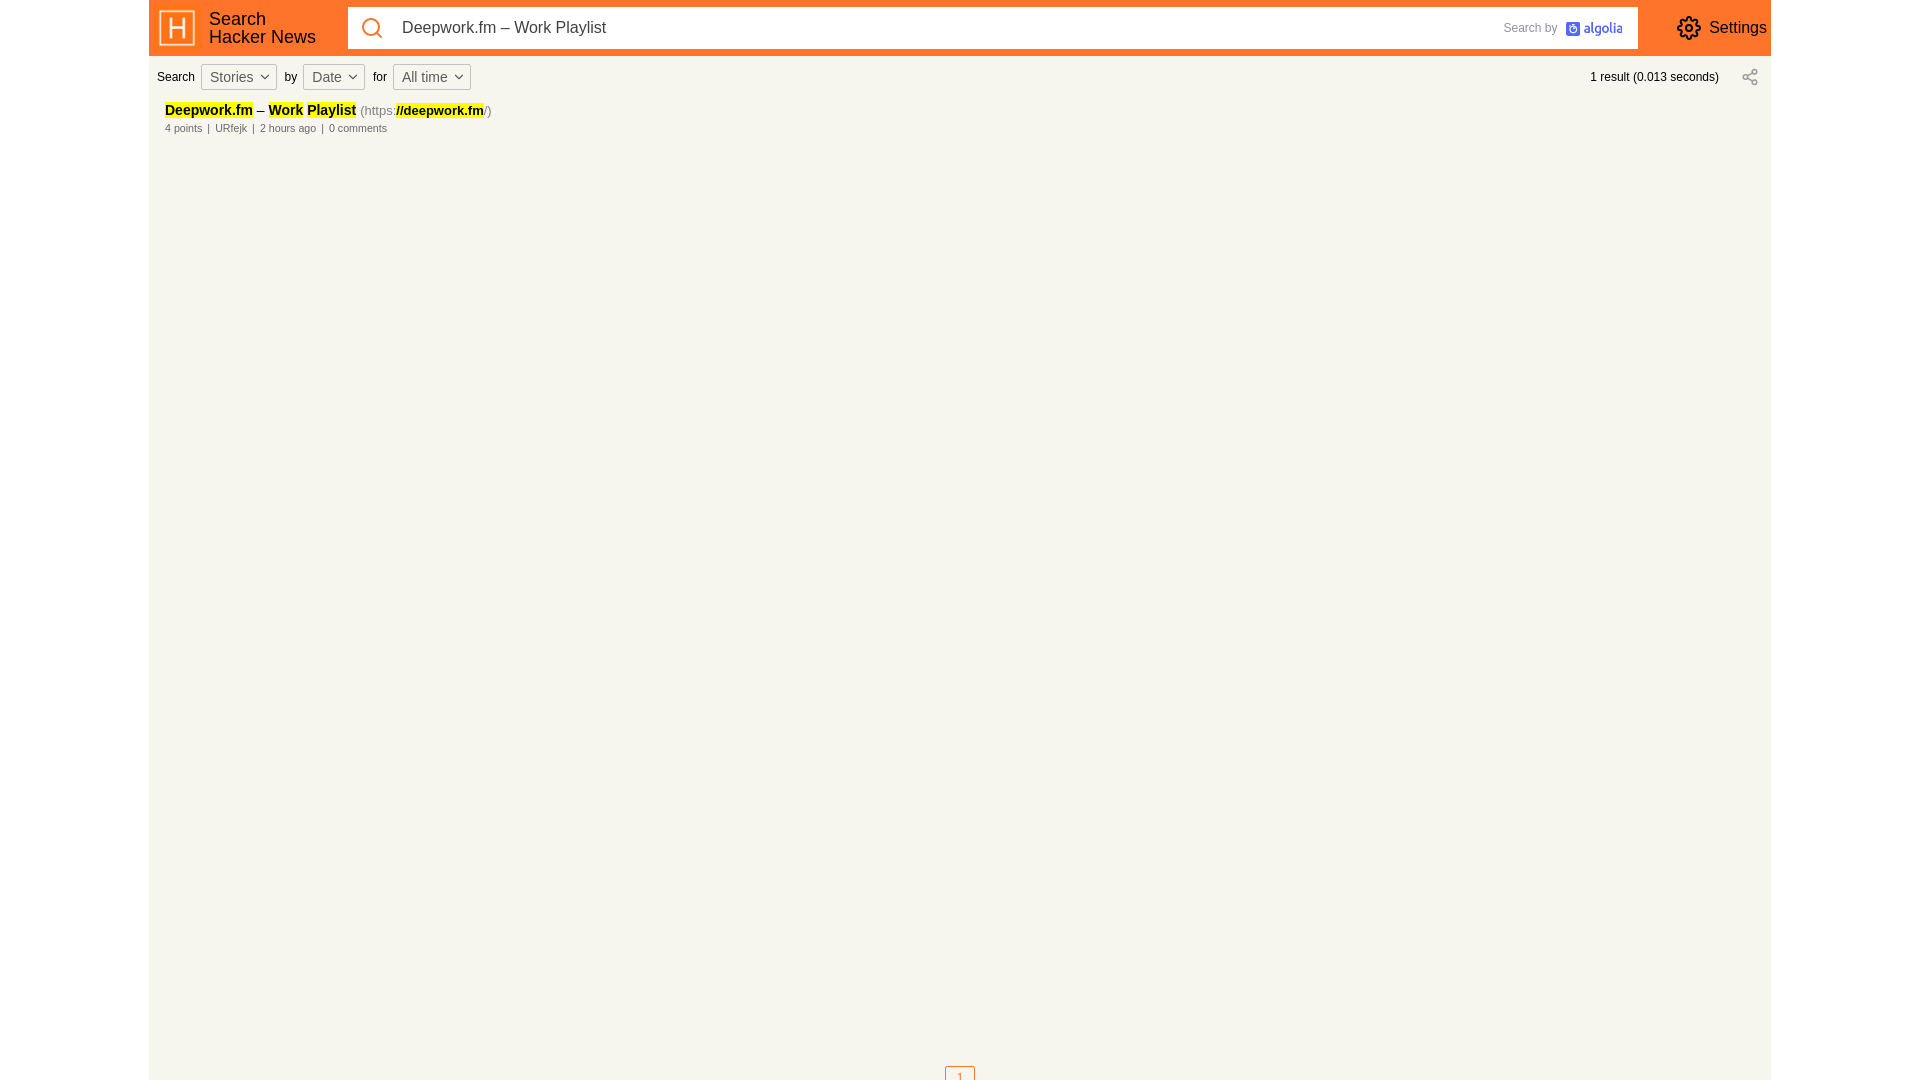 Search
Hacker News
Deepwork.fm – Work Playlist
Search by algolia
Settings
Search Stories by Date for All time
1 result (0.013 seconds)
Deepwork.fm – Work Playlist (https://deepwork.fm/)
4 points | URfejk | 2 hours ago | 0 comments
1